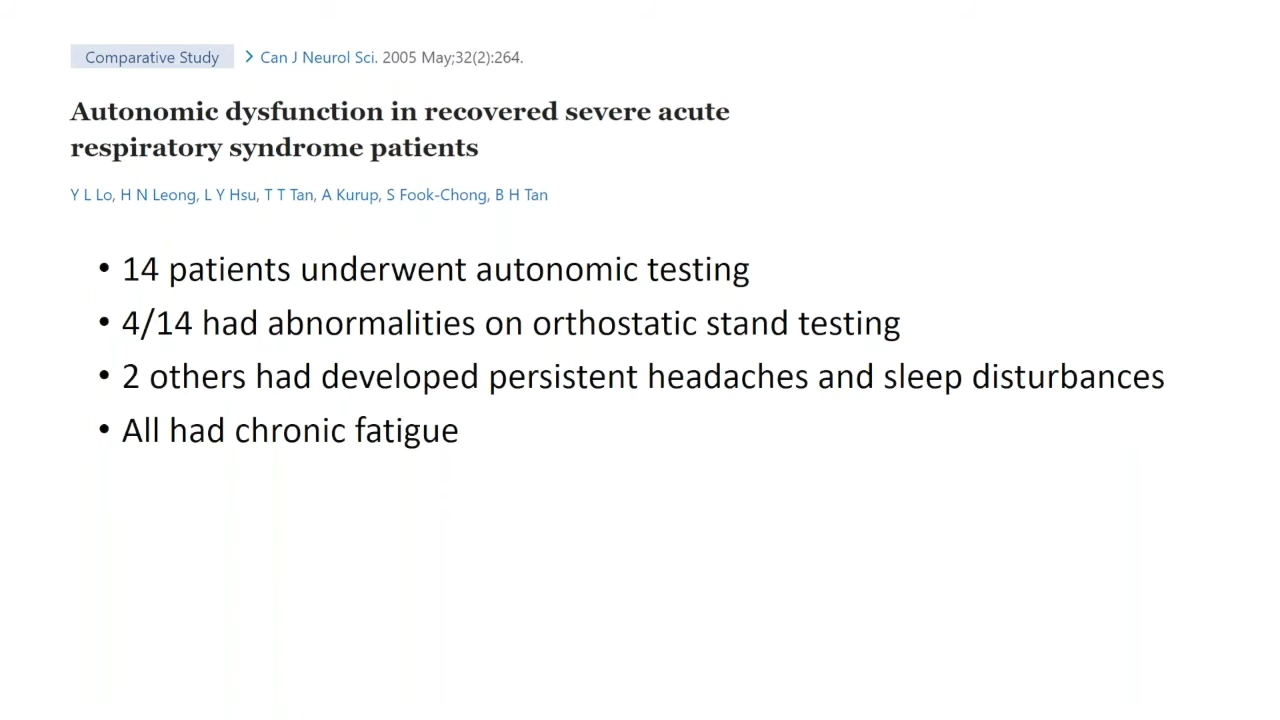 Comparative Study > Can J Neurol Sci. 2005 May;32(2):264.
Autonomic dysfunction in recovered severe acute
respiratory syndrome patients
Y L Lo, H N Leong, L Y Hsu, T T Tan, A Kurup, S Fook-Chong, B H Tan
• 14 patients underwent autonomic testing
• 4/14 had abnormalities on orthostatic stand testing
• 2 others had developed persistent headaches and sleep disturbances
• All had chronic fatigue